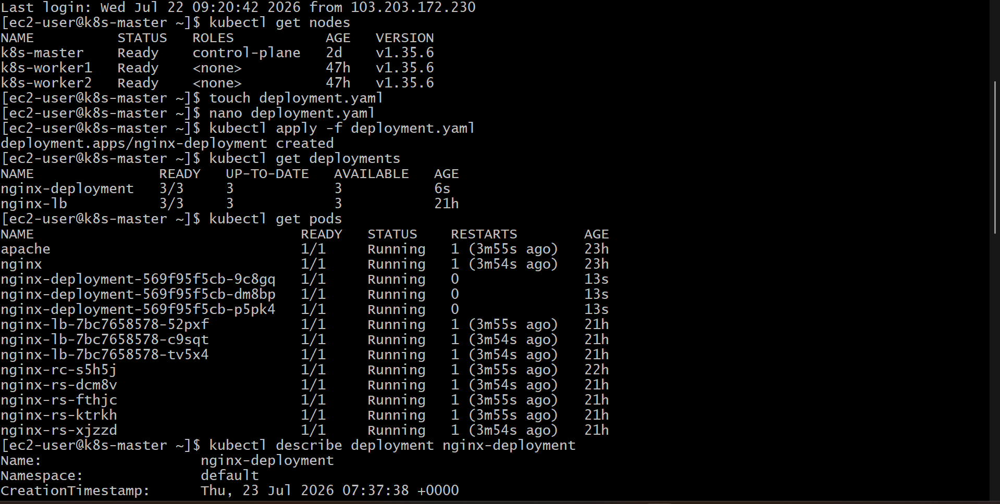 Last login: Wed Jul 22 09:20:42 2026 from 103.203.172.230
[ec2-user@k8s-master ~]$ kubectl get nodes
NAME          STATUS   ROLES           AGE   VERSION
k8s-master    Ready    control-plane   2d    v1.35.6
k8s-worker1   Ready    <none>          47h   v1.35.6
k8s-worker2   Ready    <none>          47h   v1.35.6
[ec2-user@k8s-master ~]$ touch deployment.yaml
[ec2-user@k8s-master ~]$ nano deployment.yaml
[ec2-user@k8s-master ~]$ kubectl apply -f deployment.yaml
deployment.apps/nginx-deployment created
[ec2-user@k8s-master ~]$ kubectl get deployments
NAME               READY   UP-TO-DATE   AVAILABLE   AGE
nginx-deployment   3/3     3            3           6s
nginx-lb           3/3     3            3           21h
[ec2-user@k8s-master ~]$ kubectl get pods
NAME                                READY   STATUS    RESTARTS        AGE
apache                              1/1     Running   1 (3m55s ago)   23h
nginx                               1/1     Running   1 (3m54s ago)   23h
nginx-deployment-569f95f5cb-9c8gq   1/1     Running   0               13s
nginx-deployment-569f95f5cb-dm8bp   1/1     Running   0               13s
nginx-deployment-569f95f5cb-p5pk4   1/1     Running   0               13s
nginx-lb-7bc7658578-52pxf           1/1     Running   1 (3m55s ago)   21h
nginx-lb-7bc7658578-c9sqt           1/1     Running   1 (3m54s ago)   21h
nginx-lb-7bc7658578-tv5x4           1/1     Running   1 (3m54s ago)   21h
nginx-rc-s5h5j                      1/1     Running   1 (3m55s ago)   22h
nginx-rs-dcm8v                      1/1     Running   1 (3m54s ago)   21h
nginx-rs-fthjc                      1/1     Running   1 (3m55s ago)   21h
nginx-rs-ktrkh                      1/1     Running   1 (3m55s ago)   21h
nginx-rs-xjzzd                      1/1     Running   1 (3m54s ago)   21h
[ec2-user@k8s-master ~]$ kubectl describe deployment nginx-deployment
Name:                   nginx-deployment
Namespace:              default
CreationTimestamp:      Thu, 23 Jul 2026 07:37:38 +0000